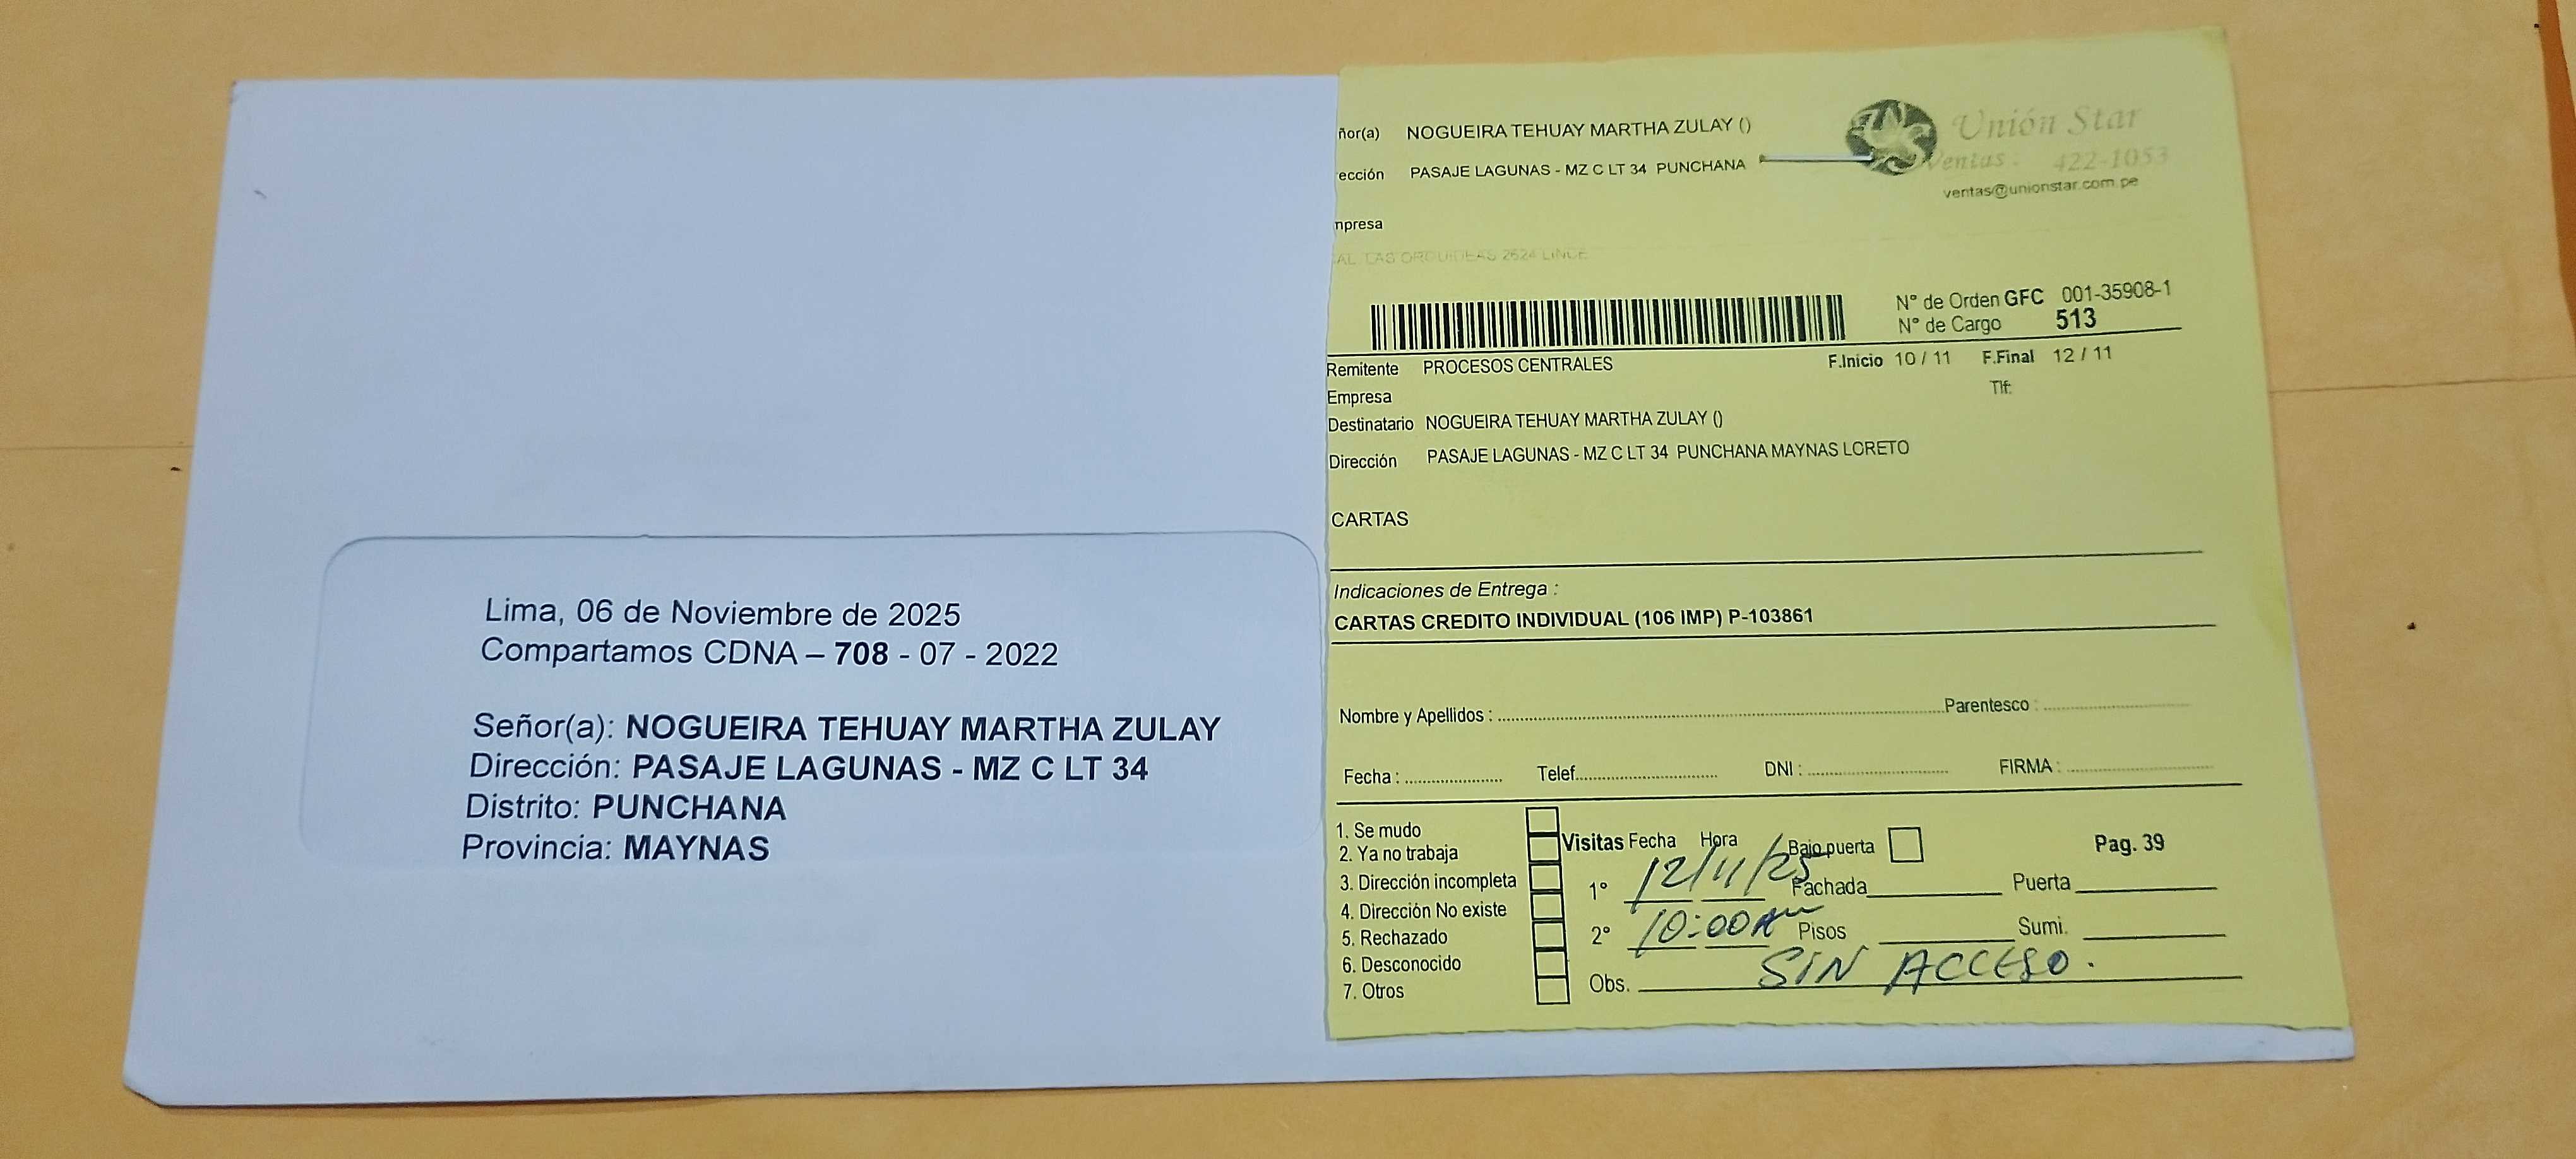 Lima, 06 de Noviembre de 2025
Compartamos CDNA – 708 - 07 - 2022
Señor(a): NOGUEIRA TEHUAY MARTHA ZULAY
Dirección: PASAJE LAGUNAS - MZ C LT 34
Distrito: PUNCHANA
Provincia: MAYNAS
ñor(a) NOGUEIRA TEHUAY MARTHA ZULAY ()
ección PASAJE LAGUNAS - MZ C LT 34 PUNCHANA
Unión Star
Ventas: 422-1053
ventas@unionstar.com.pe
mpresa
CAL. LAS ORQUIDEAS 2624 LINCE
N° de Orden GFC 001-35908-1
N° de Cargo 513
Remitente PROCESOS CENTRALES F.Inicio 10 / 11 F.Final 12 / 11
Empresa Tlf:
Destinatario NOGUEIRA TEHUAY MARTHA ZULAY ()
Dirección PASAJE LAGUNAS - MZ C LT 34 PUNCHANA MAYNAS LORETO
CARTAS
Indicaciones de Entrega :
CARTAS CREDITO INDIVIDUAL (106 IMP) P-103861
Nombre y Apellidos : Parentesco :
Fecha : Telef. DNI : FIRMA :
1. Se mudo
2. Ya no trabaja
3. Dirección incompleta
4. Dirección No existe
5. Rechazado
6. Desconocido
7. Otros
Visitas Fecha Hora Bajo puerta Pag. 39
1° 12/11/25 Fachada Puerta
2° 10:00 Am Pisos Sumi.
Obs. SIN ACCESO.